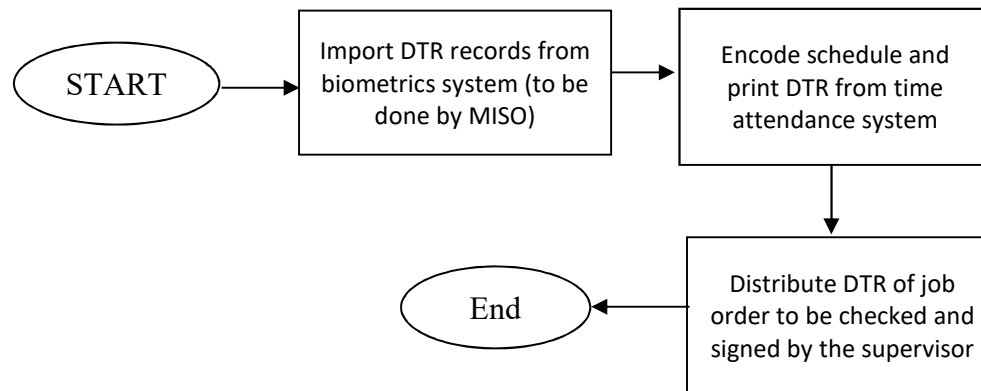 START
Import DTR records from
biometrics system (to be
done by MISO)
Encode schedule and
print DTR from time
attendance system
Distribute DTR of job
order to be checked and
signed by the supervisor
End